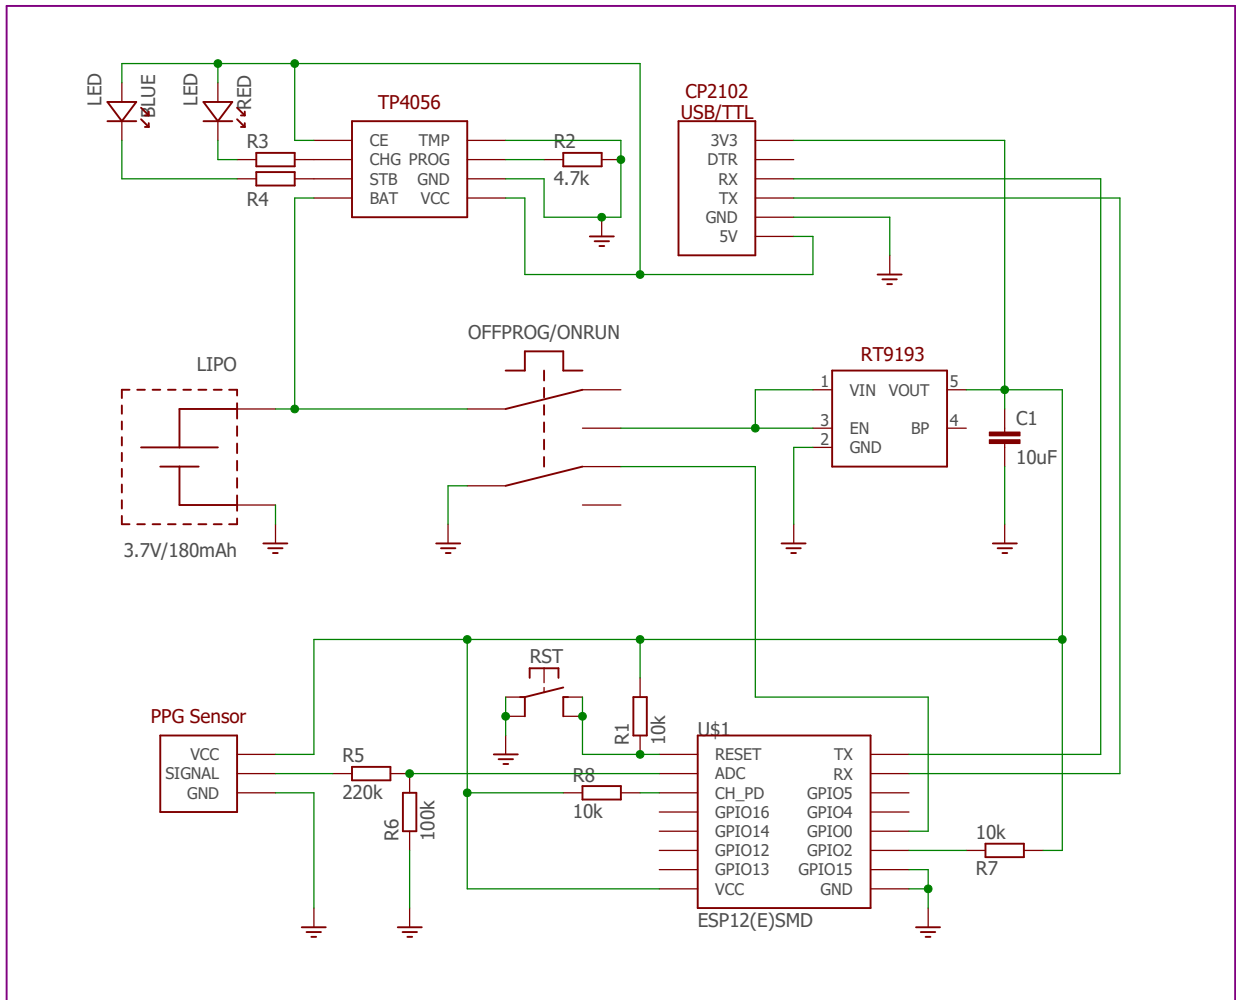 LED
BLUE
LED
RED
R3
R4
TP4056
CE
CHG
STB
BAT
TMP
PROG
GND
VCC
R2
4.7k
CP2102
USB/TTL
3V3
DTR
RX
TX
GND
5V
LIPO
3.7V/180mAh
OFFPROG/ONRUN
RT9193
1
3
2
VIN
EN
GND
VOUT
BP
5
4
C1
10uF
PPG Sensor
VCC
SIGNAL
GND
R5
220k
R6
100k
RST
R1
10k
R8
10k
U$1
RESET
ADC
CH_PD
GPIO16
GPIO14
GPIO12
GPIO13
VCC
TX
RX
GPIO5
GPIO4
GPIO0
GPIO2
GPIO15
GND
ESP12(E)SMD
10k
R7